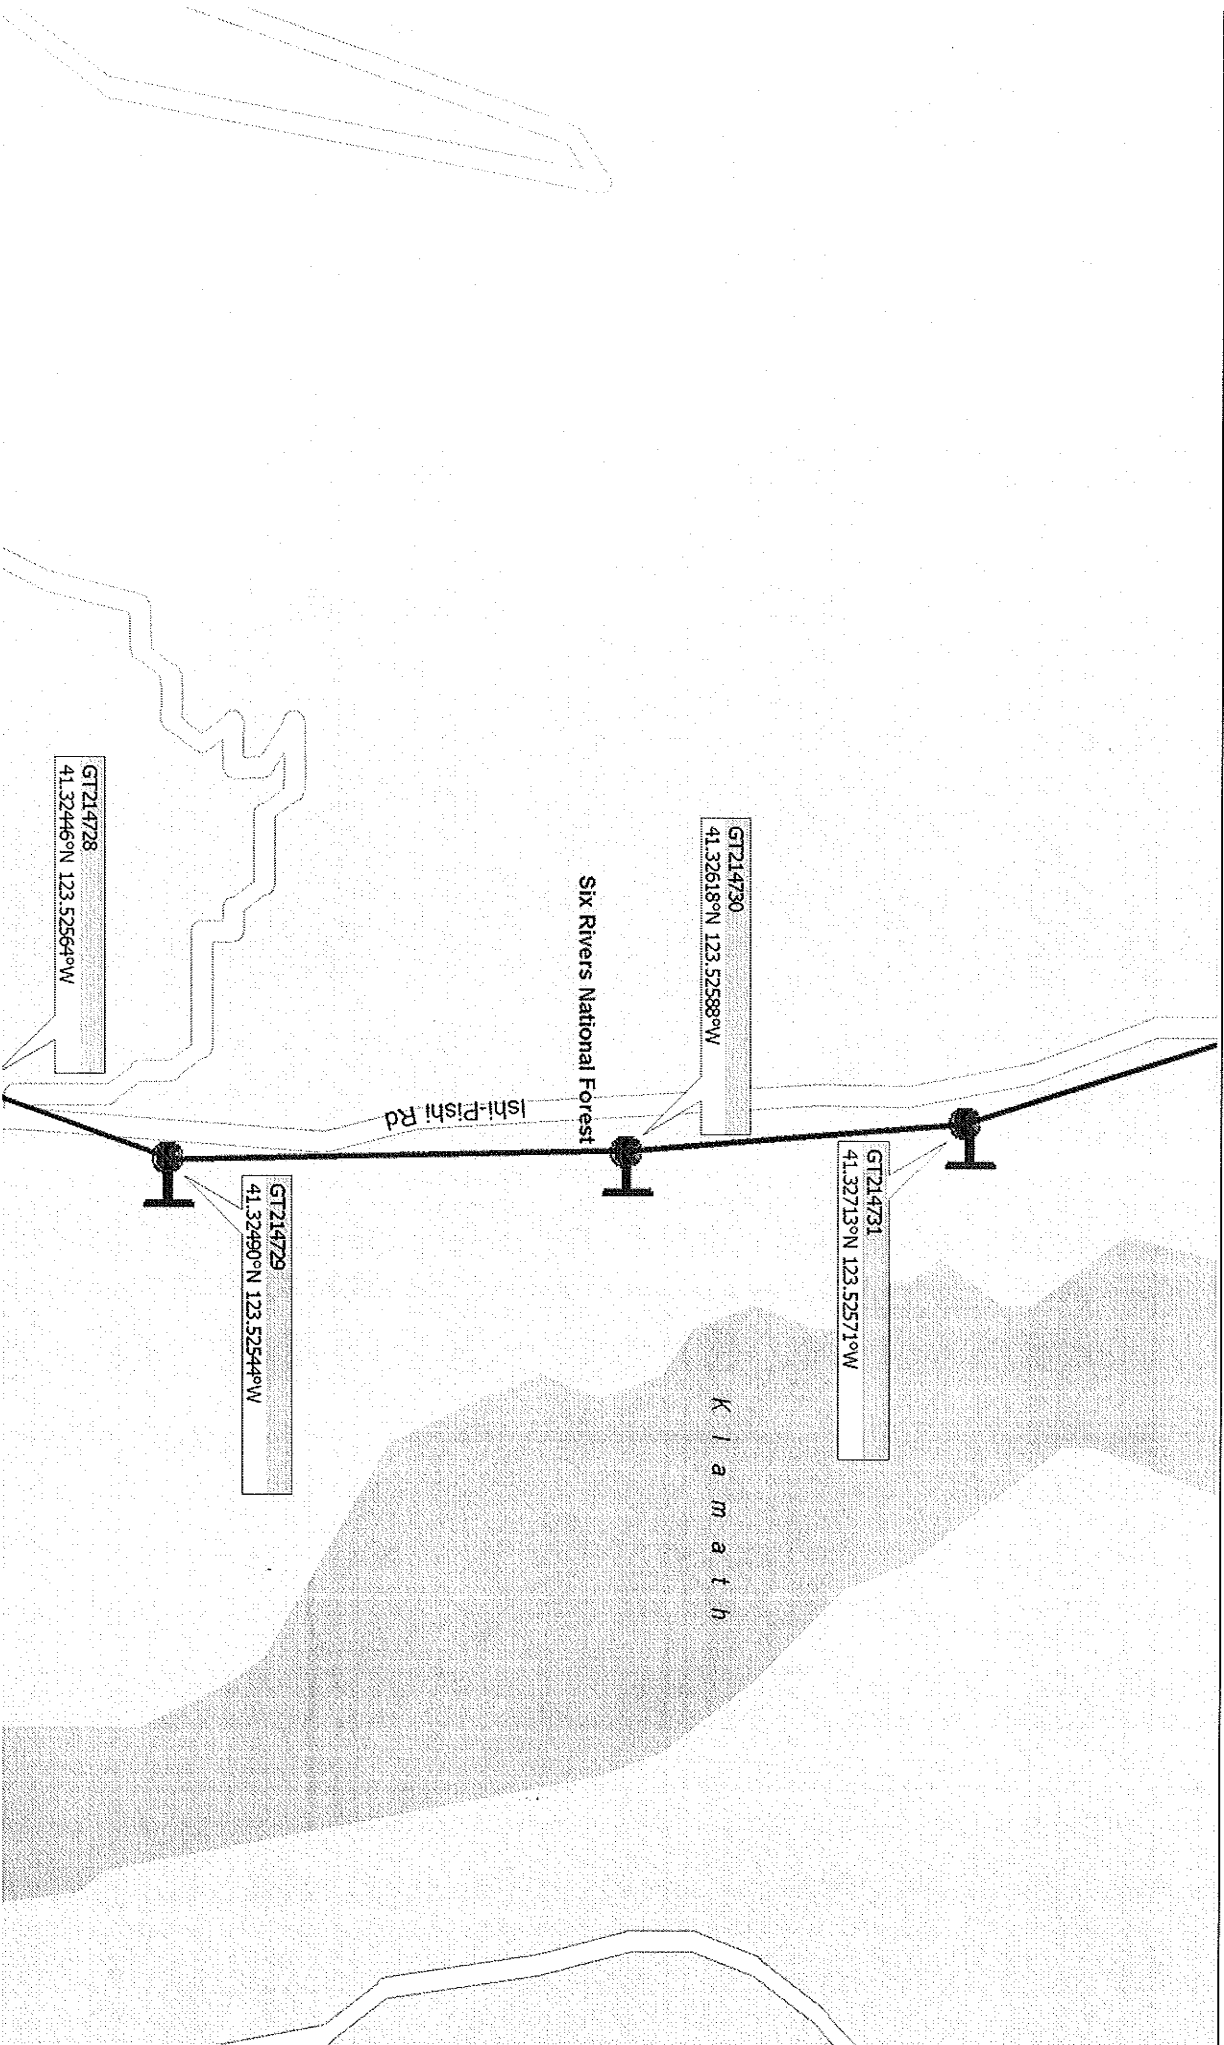 GT214731
41.32713°N 123.52571°W
GT214730
41.32618°N 123.52588°W
Klamath
Six Rivers National Forest
Ishi-Pishi Rd
GT214729
41.32490°N 123.52544°W
GT214728
41.32446°N 123.52564°W